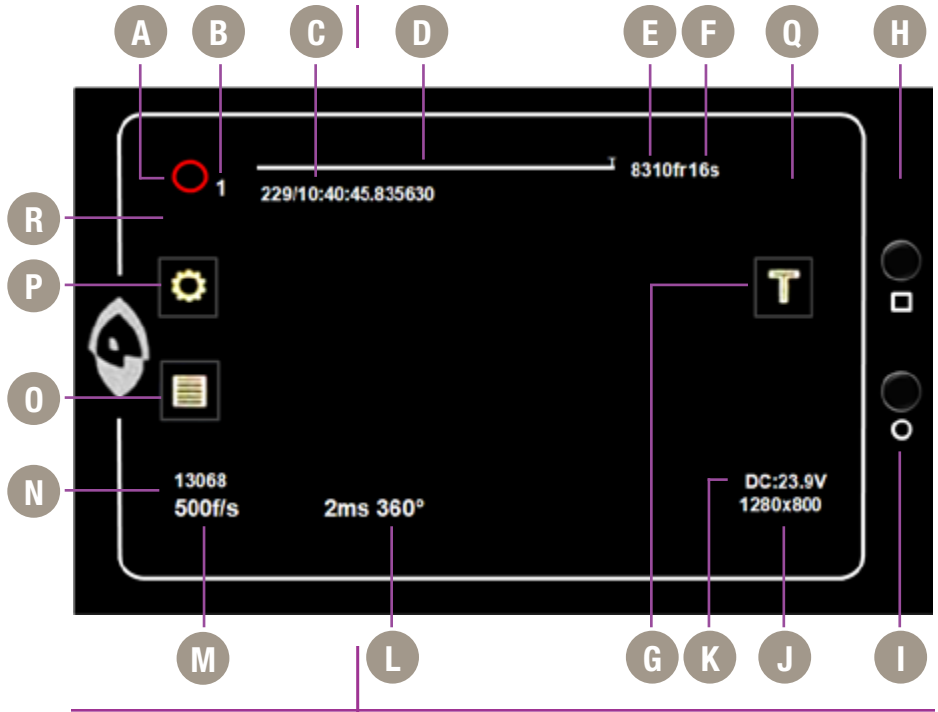 A B C D E F Q H
1 8310fr16s
229/10:40:45.835630
R
P T
O
N 13068 DC:23.9V
500f/s 2ms 360° 1280x800
M L G K J I